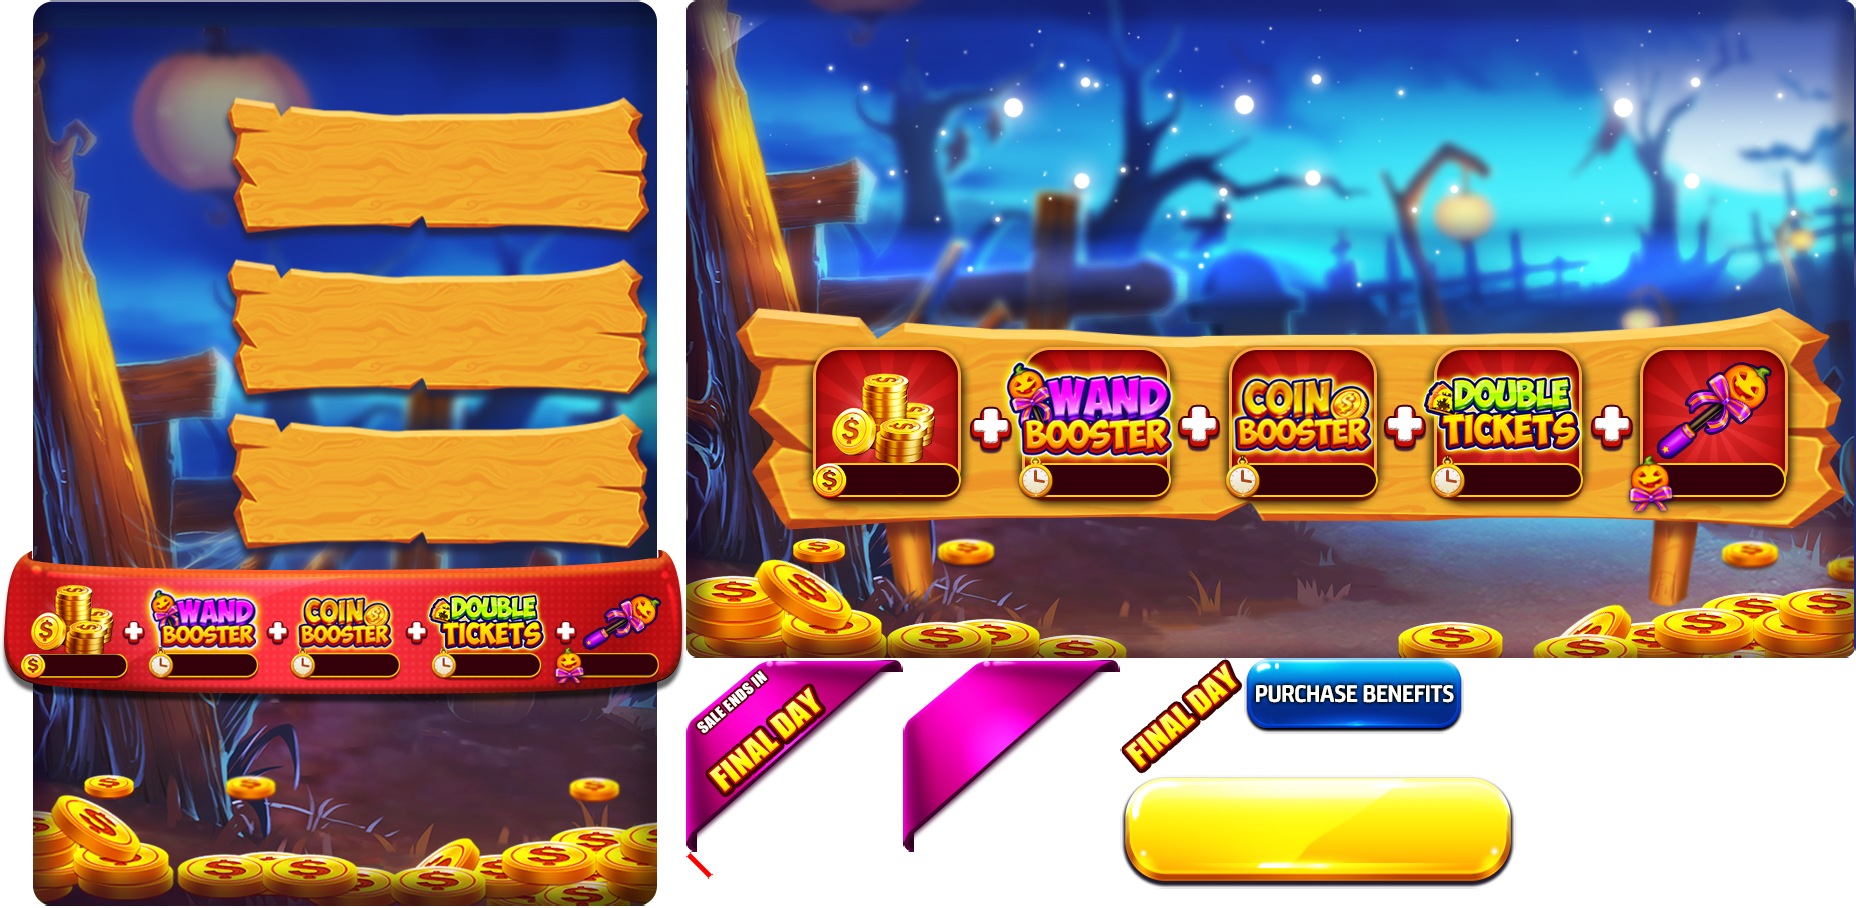 WAND
BOOSTER
COIN
BOOSTER
DOUBLE
TICKETS
WAND
BOOSTER
COIN
BOOSTER
DOUBLE
TICKETS
SALE ENDS IN
FINAL DAY
FINAL DAY
PURCHASE BENEFITS